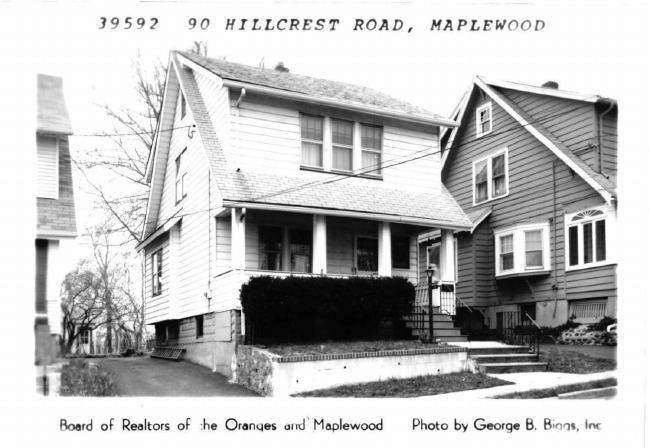 39592 90 HILLCREST ROAD, MAPLEWOOD
Board of Realtors of the Oranges and Maplewood Photo by George B. Biggs, Inc